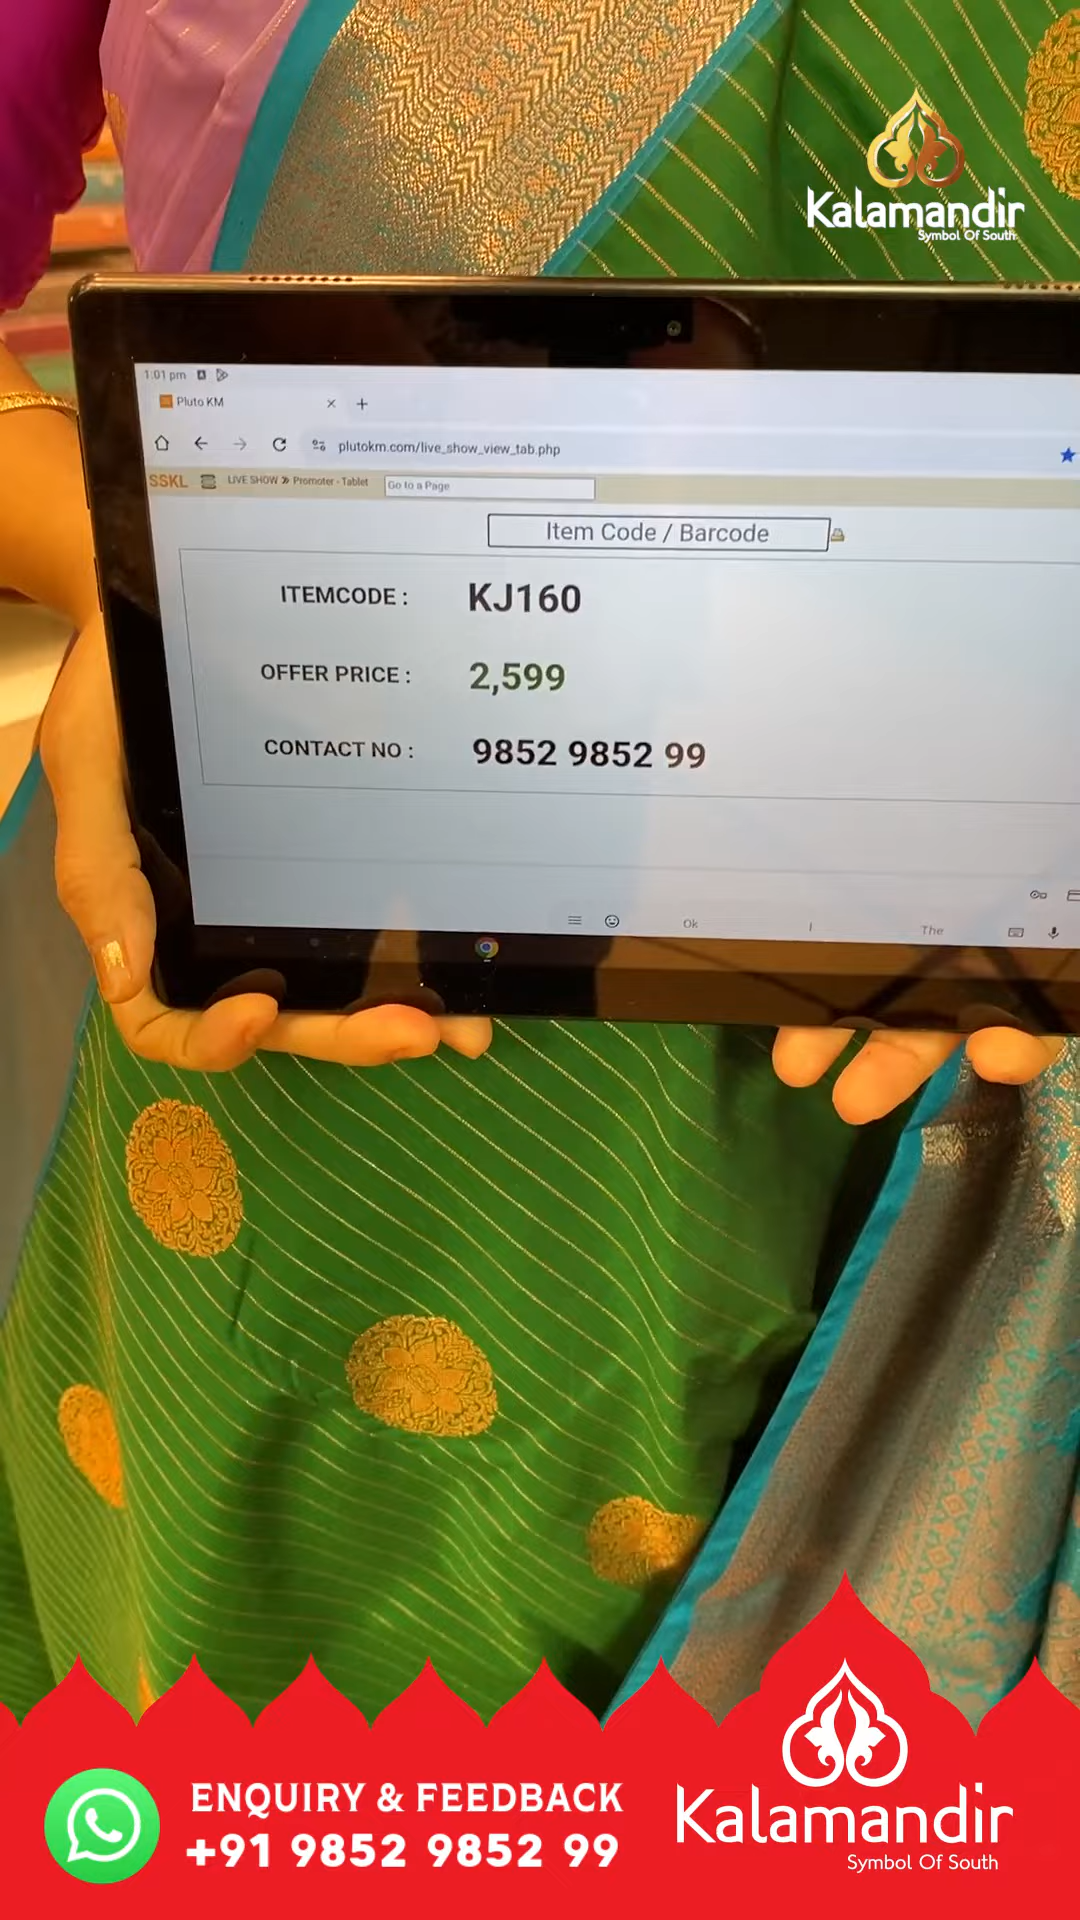 Kalamandir
Symbol Of South
1:01 pm
Pluto KM
plutokm.com/live_show_view_tab.php
SSKL LIVE SHOW » Promoter - Tablet Go to a Page
Item Code / Barcode
ITEMCODE : KJ160
OFFER PRICE : 2,599
CONTACT NO : 9852 9852 99
Ok I The
ENQUIRY & FEEDBACK
+91 9852 9852 99
Kalamandir
Symbol Of South